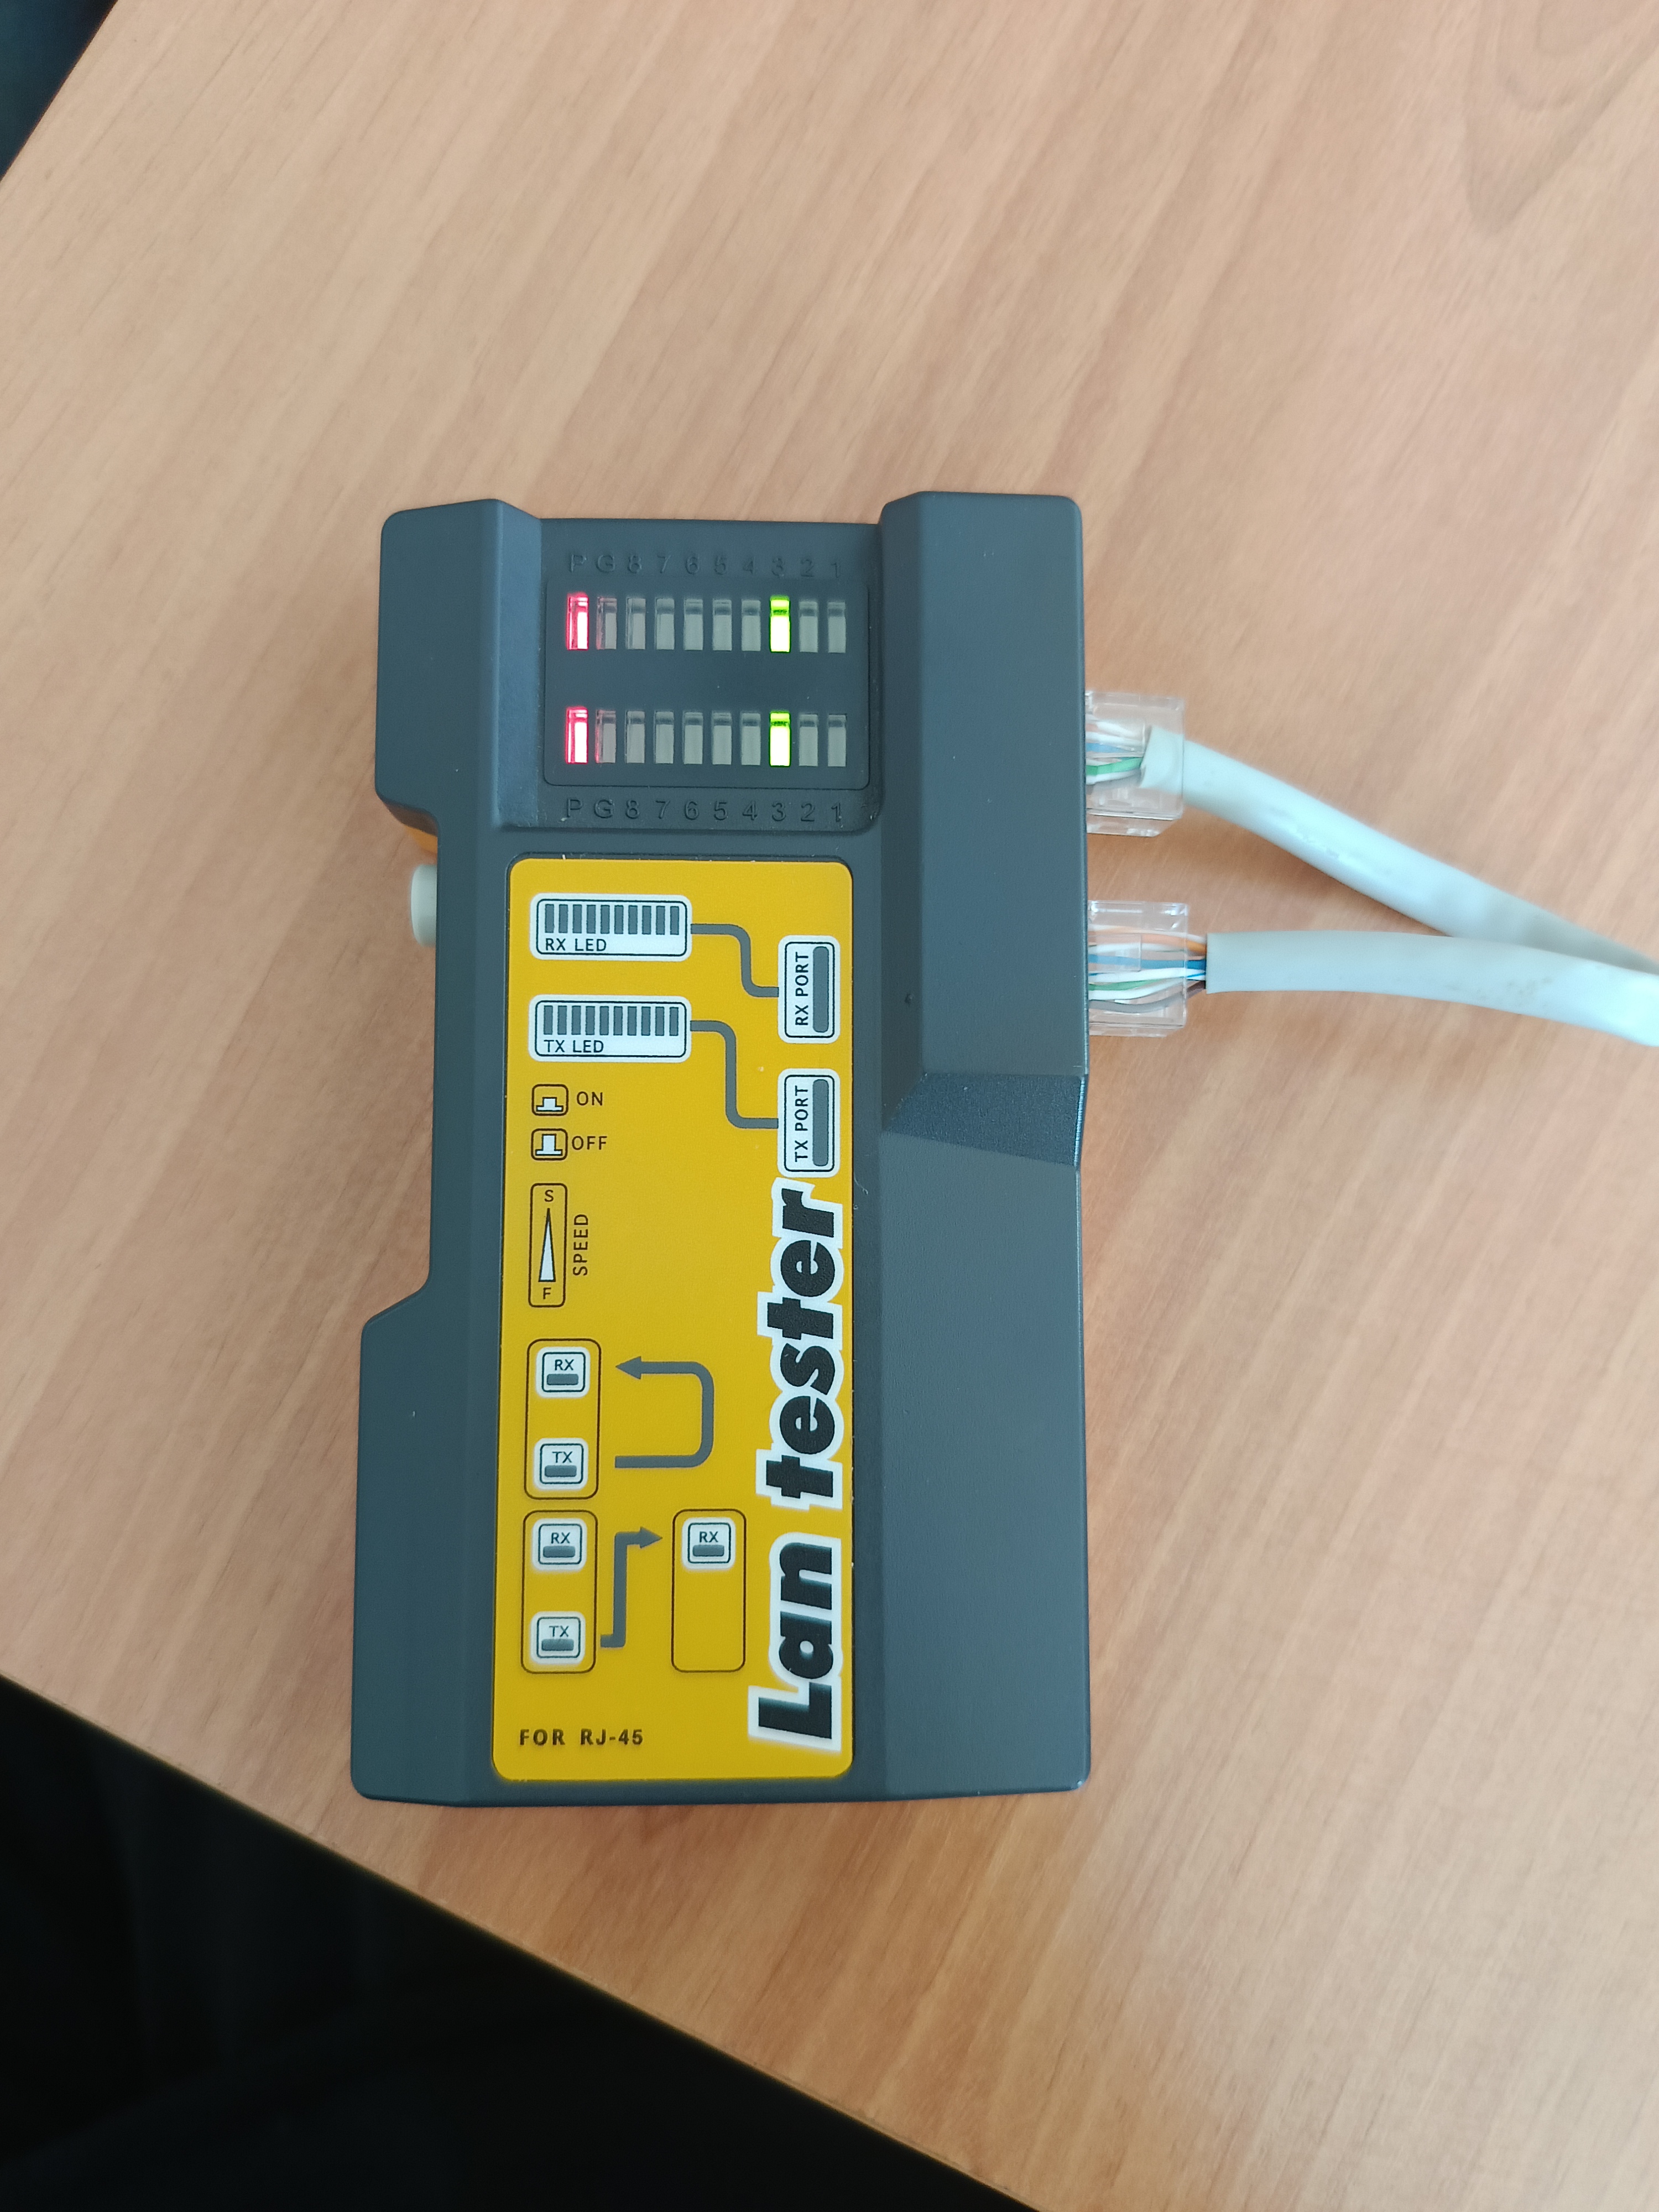 P G 8 7 6 5 4 3 2 1
P G 8 7 6 5 4 3 2 1
RX LED
RX PORT
TX LED
TX PORT
ON
OFF
S
SPEED
F
RX
TX
RX
RX
TX
Lan tester
FOR RJ-45